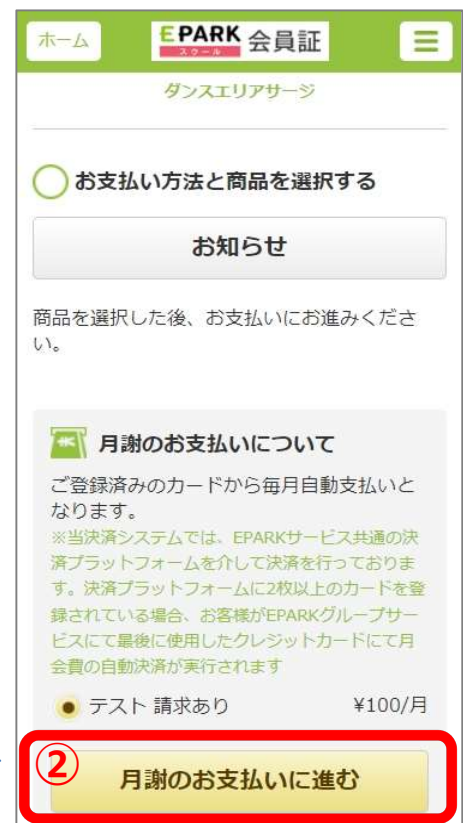 ホーム
EPARK 会員証
スクール
ダンスエリアサージ
お支払い方法と商品を選択する
お知らせ
商品を選択した後、お支払いにお進みくださ
い。
月謝のお支払いについて
ご登録済みのカードから毎月自動支払いと
なります。
※当決済システムでは、EPARKサービス共通の決
済プラットフォームを介して決済を行っておりま
す。決済プラットフォームに2枚以上のカードを登
録されている場合、お客様がEPARKグループサー
ビスにて最後に使用したクレジットカードにて月
会費の自動決済が実行されます
テスト 請求あり ¥100/月
②
月謝のお支払いに進む